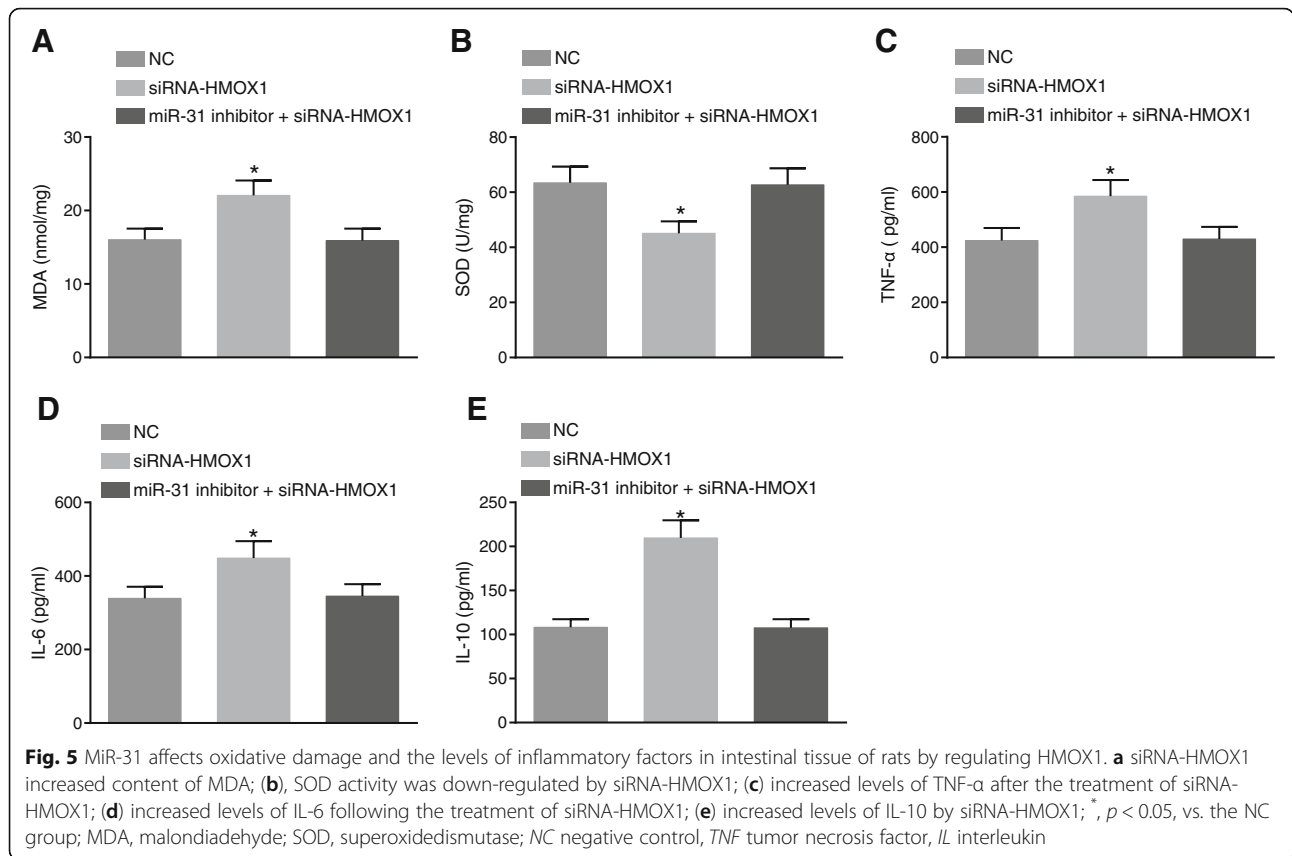 A
NC
siRNA-HMOX1
miR-31 inhibitor + siRNA-HMOX1
MDA (nmol/mg)
30
20
10
0
*
B
NC
siRNA-HMOX1
miR-31 inhibitor + siRNA-HMOX1
SOD (U/mg)
80
60
40
20
0
*
C
NC
siRNA-HMOX1
miR-31 inhibitor + siRNA-HMOX1
TNF-α ( pg/ml)
800
600
400
200
0
*
D
NC
siRNA-HMOX1
miR-31 inhibitor + siRNA-HMOX1
IL-6 (pg/ml)
600
400
200
0
*
E
NC
siRNA-HMOX1
miR-31 inhibitor + siRNA-HMOX1
IL-10 (pg/ml)
250
200
150
100
50
0
*
Fig. 5 MiR-31 affects oxidative damage and the levels of inflammatory factors in intestinal tissue of rats by regulating HMOX1. a siRNA-HMOX1
increased content of MDA; (b), SOD activity was down-regulated by siRNA-HMOX1; (c) increased levels of TNF-α after the treatment of siRNA-
HMOX1; (d) increased levels of IL-6 following the treatment of siRNA-HMOX1; (e) increased levels of IL-10 by siRNA-HMOX1; *, p < 0.05, vs. the NC
group; MDA, malondiadehyde; SOD, superoxidedismutase; NC negative control, TNF tumor necrosis factor, IL interleukin